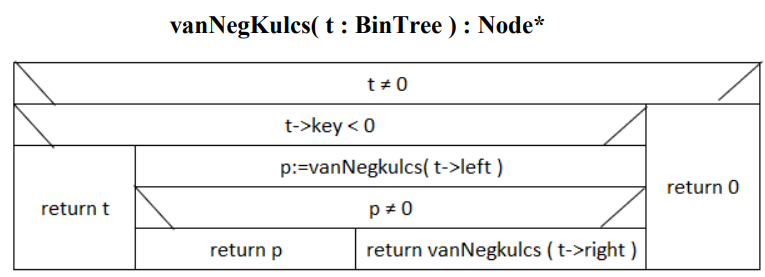 vanNegKulcs( t : BinTree ) : Node*
t ≠ 0
t->key < 0
return t
p:=vanNegkulcs( t->left )
p ≠ 0
return p
return vanNegkulcs ( t->right )
return 0